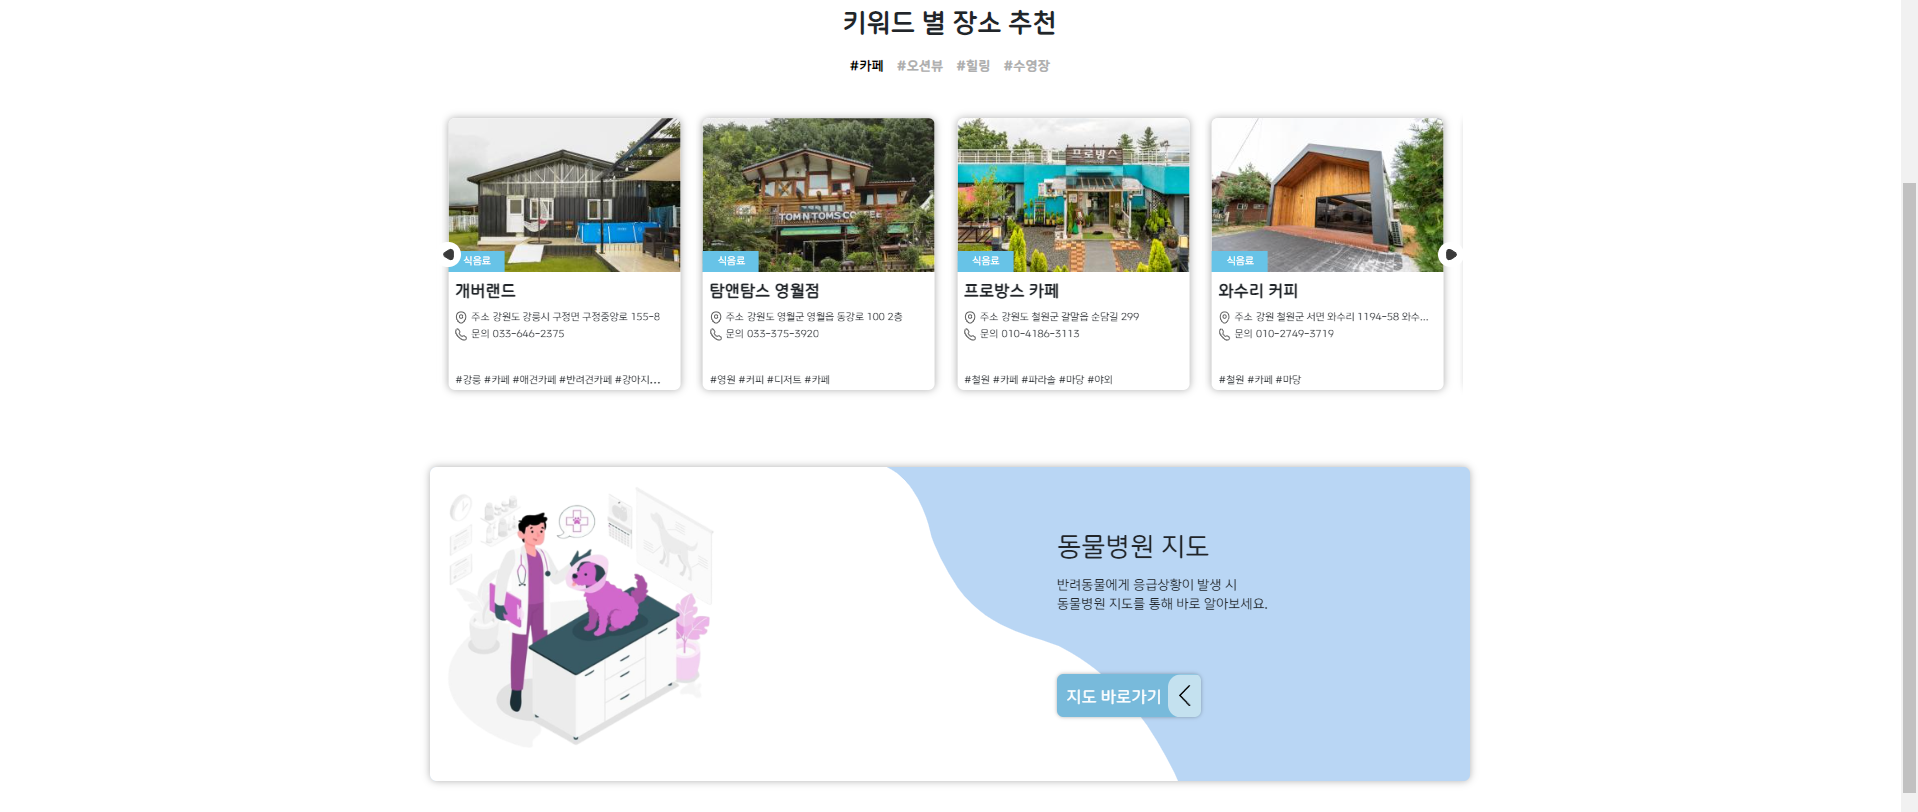 키워드 별 장소 추천
#카페 #오션뷰 #힐링 #수영장
프로방스
TOM N TOMS COFFEE
식음료 식음료 식음료 식음료
개버랜드
주소 강원도 강릉시 구정면 구정중앙로 155-8
문의 033-646-2375
#강릉 #카페 #애견카페 #반려견카페 #강아지...
탐앤탐스 영월점
주소 강원도 영월군 영월읍 동강로 100 2층
문의 033-375-3920
#영원 #커피 #디저트 #카페
프로방스 카페
주소 강원도 철원군 갈말읍 순담길 299
문의 010-4186-3113
#철원 #카페 #파라솔 #마당 #야외
와수리 커피
주소 강원 철원군 서면 와수리 1194-58 와수...
문의 010-2749-3719
#철원 #카페 #마당
동물병원 지도
반려동물에게 응급상황이 발생 시
동물병원 지도를 통해 바로 알아보세요.
지도 바로가기